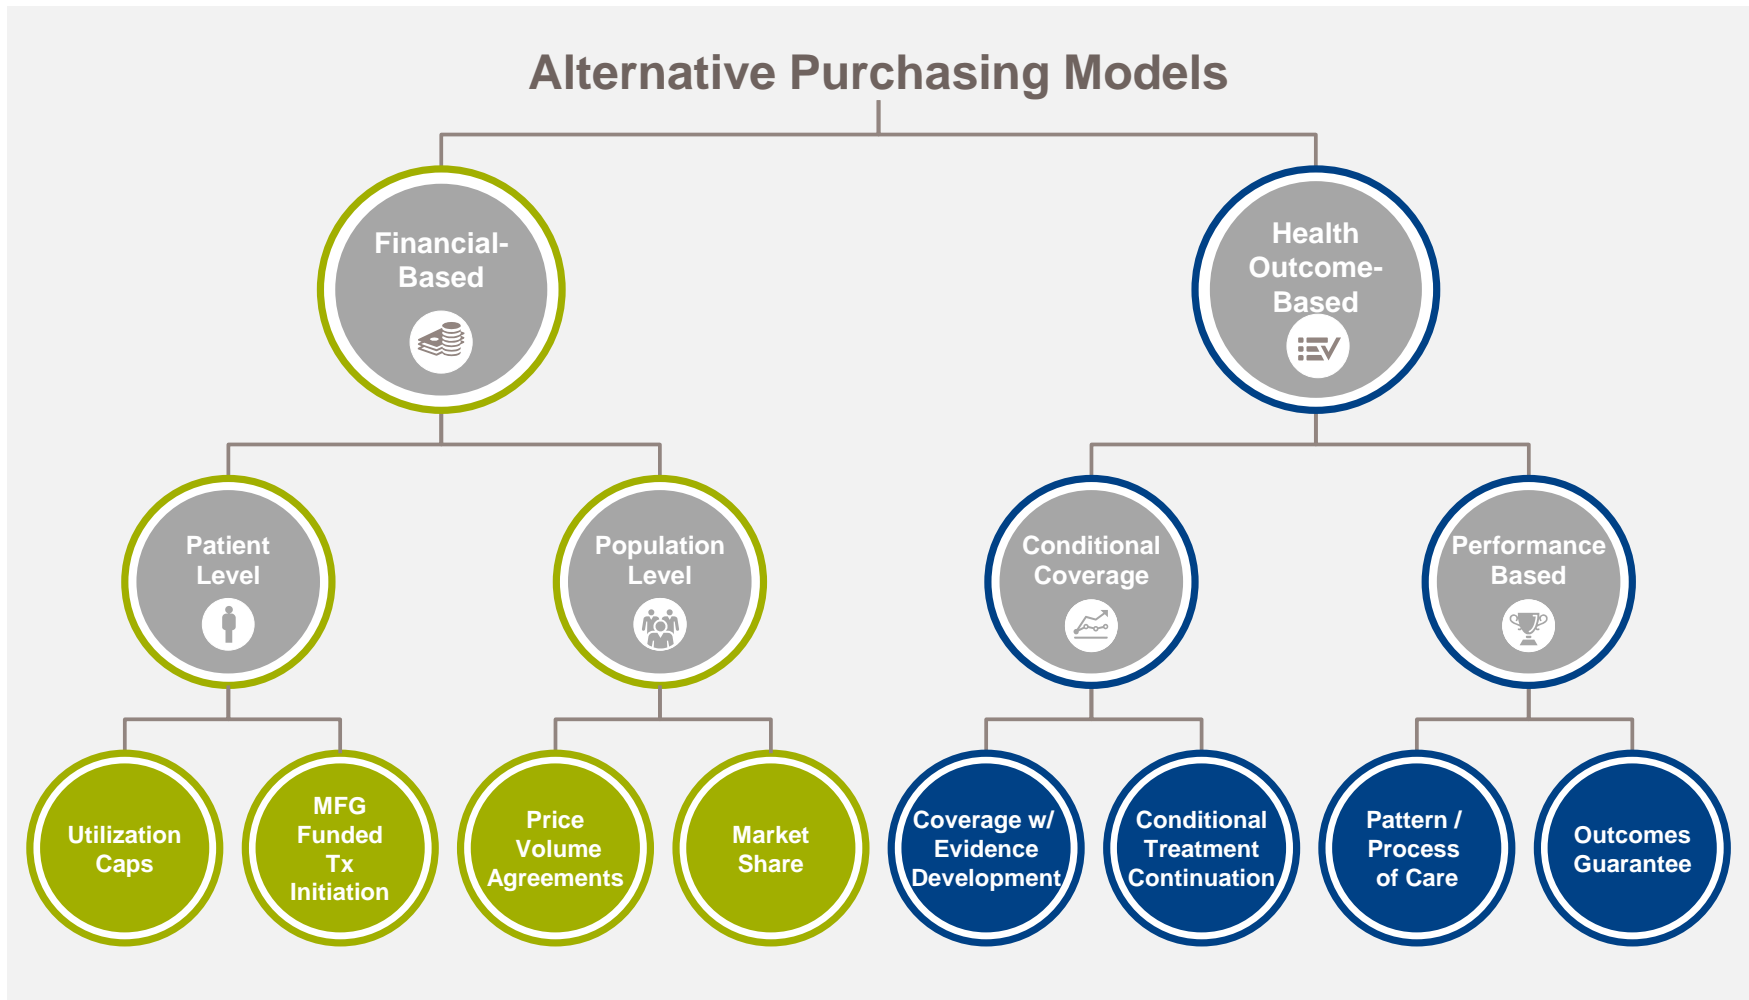 Alternative Purchasing Models
Financial-
Based
Health
Outcome-
Based
Patient
Level
Population
Level
Conditional
Coverage
Performance
Based
Utilization
Caps
MFG
Funded
Tx
Initiation
Price
Volume
Agreements
Market
Share
Coverage w/
Evidence
Development
Conditional
Treatment
Continuation
Pattern /
Process
of Care
Outcomes
Guarantee